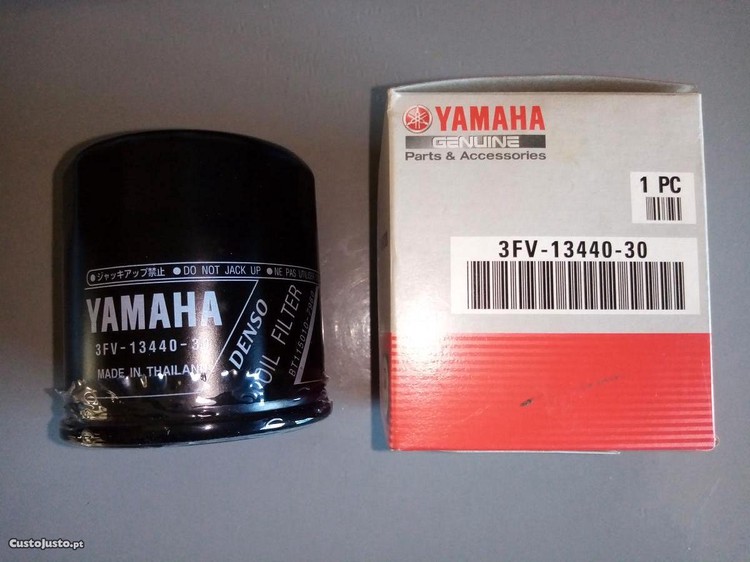 ●ジャッキアップ禁止 ●DO NOT JACK UP ●NE PAS
YAMAHA
3FV-13440-30
MADE IN THAILAND
DENSO
OIL FILTER
YAMAHA
GENUINE
Parts & Accessories
1 PC
3FV-13440-30
CustoJusto.pt